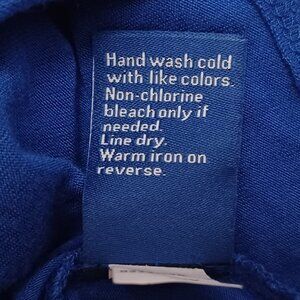 Hand wash cold
with like colors.
Non-chlorine
bleach only if
needed.
Line dry.
Warm iron on
reverse.